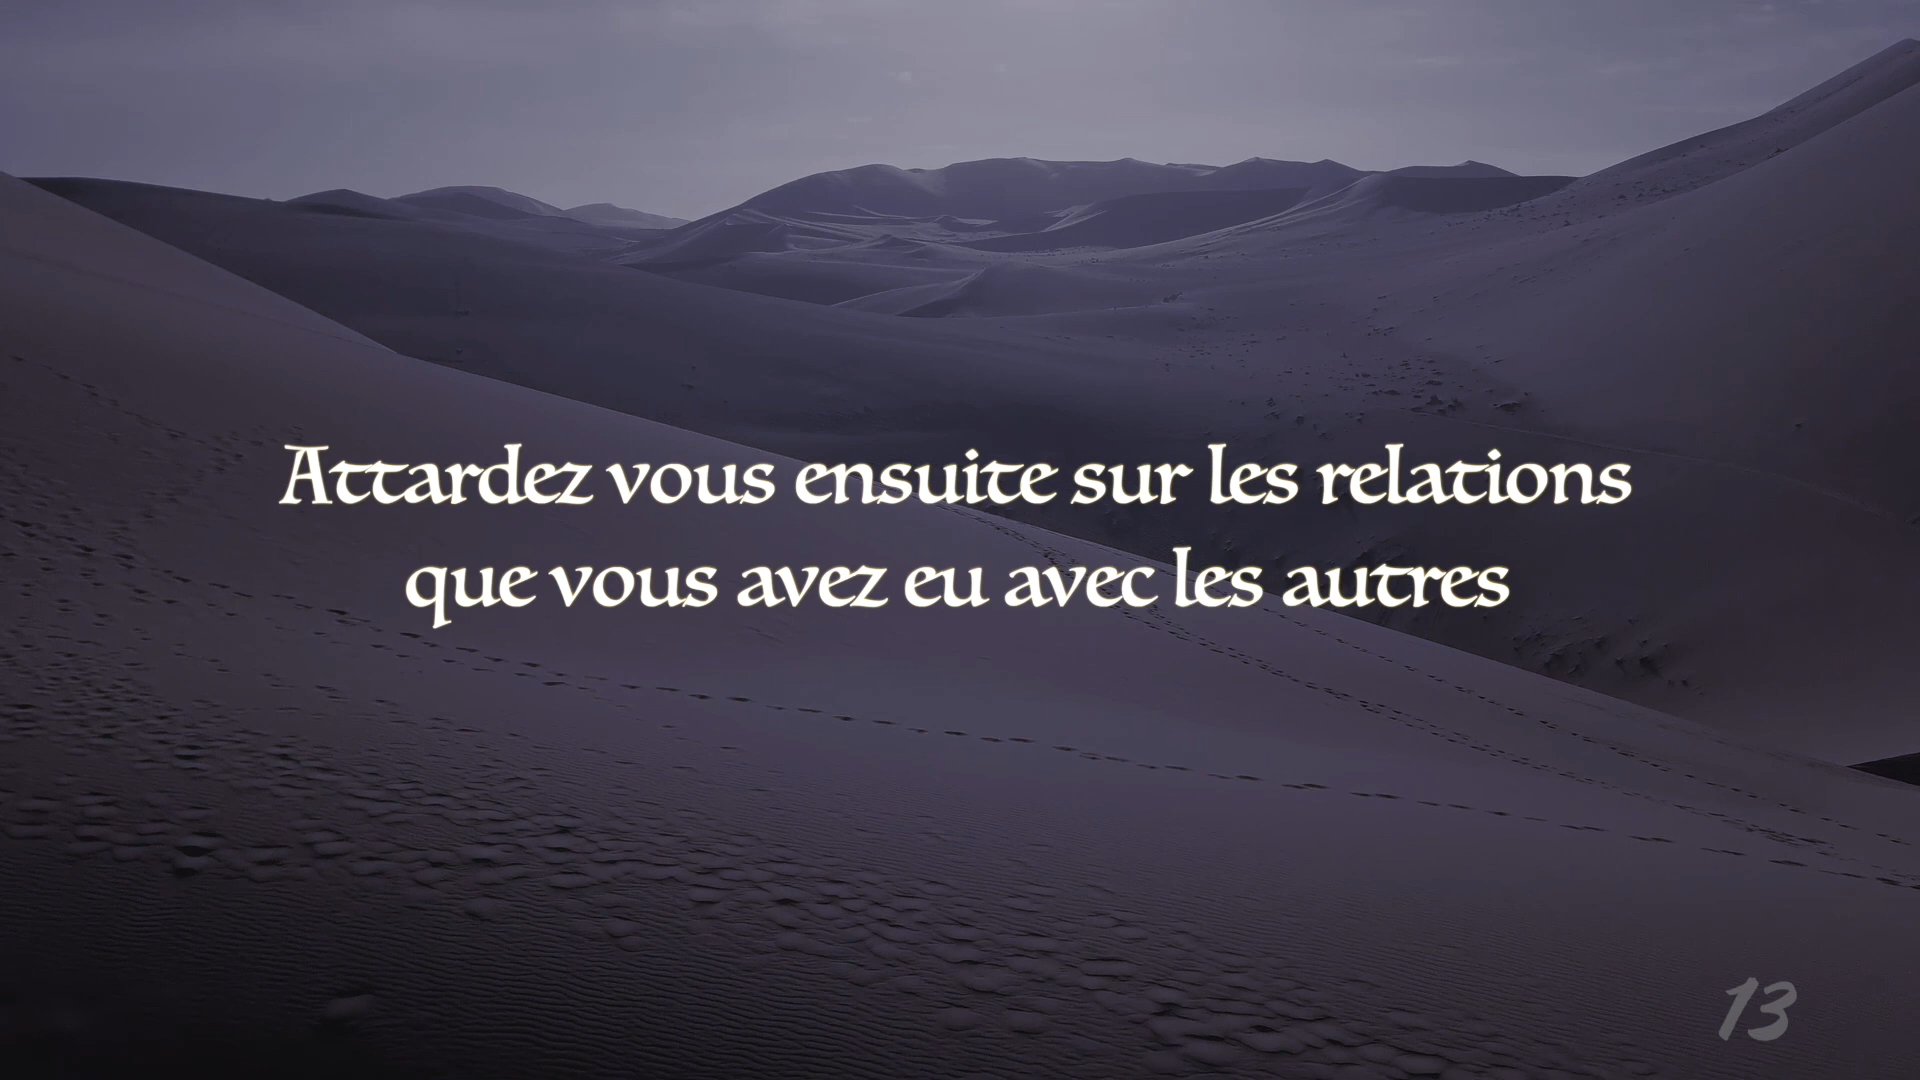 Attardez vous ensuite sur les relations
que vous avez eu avec les autres
13